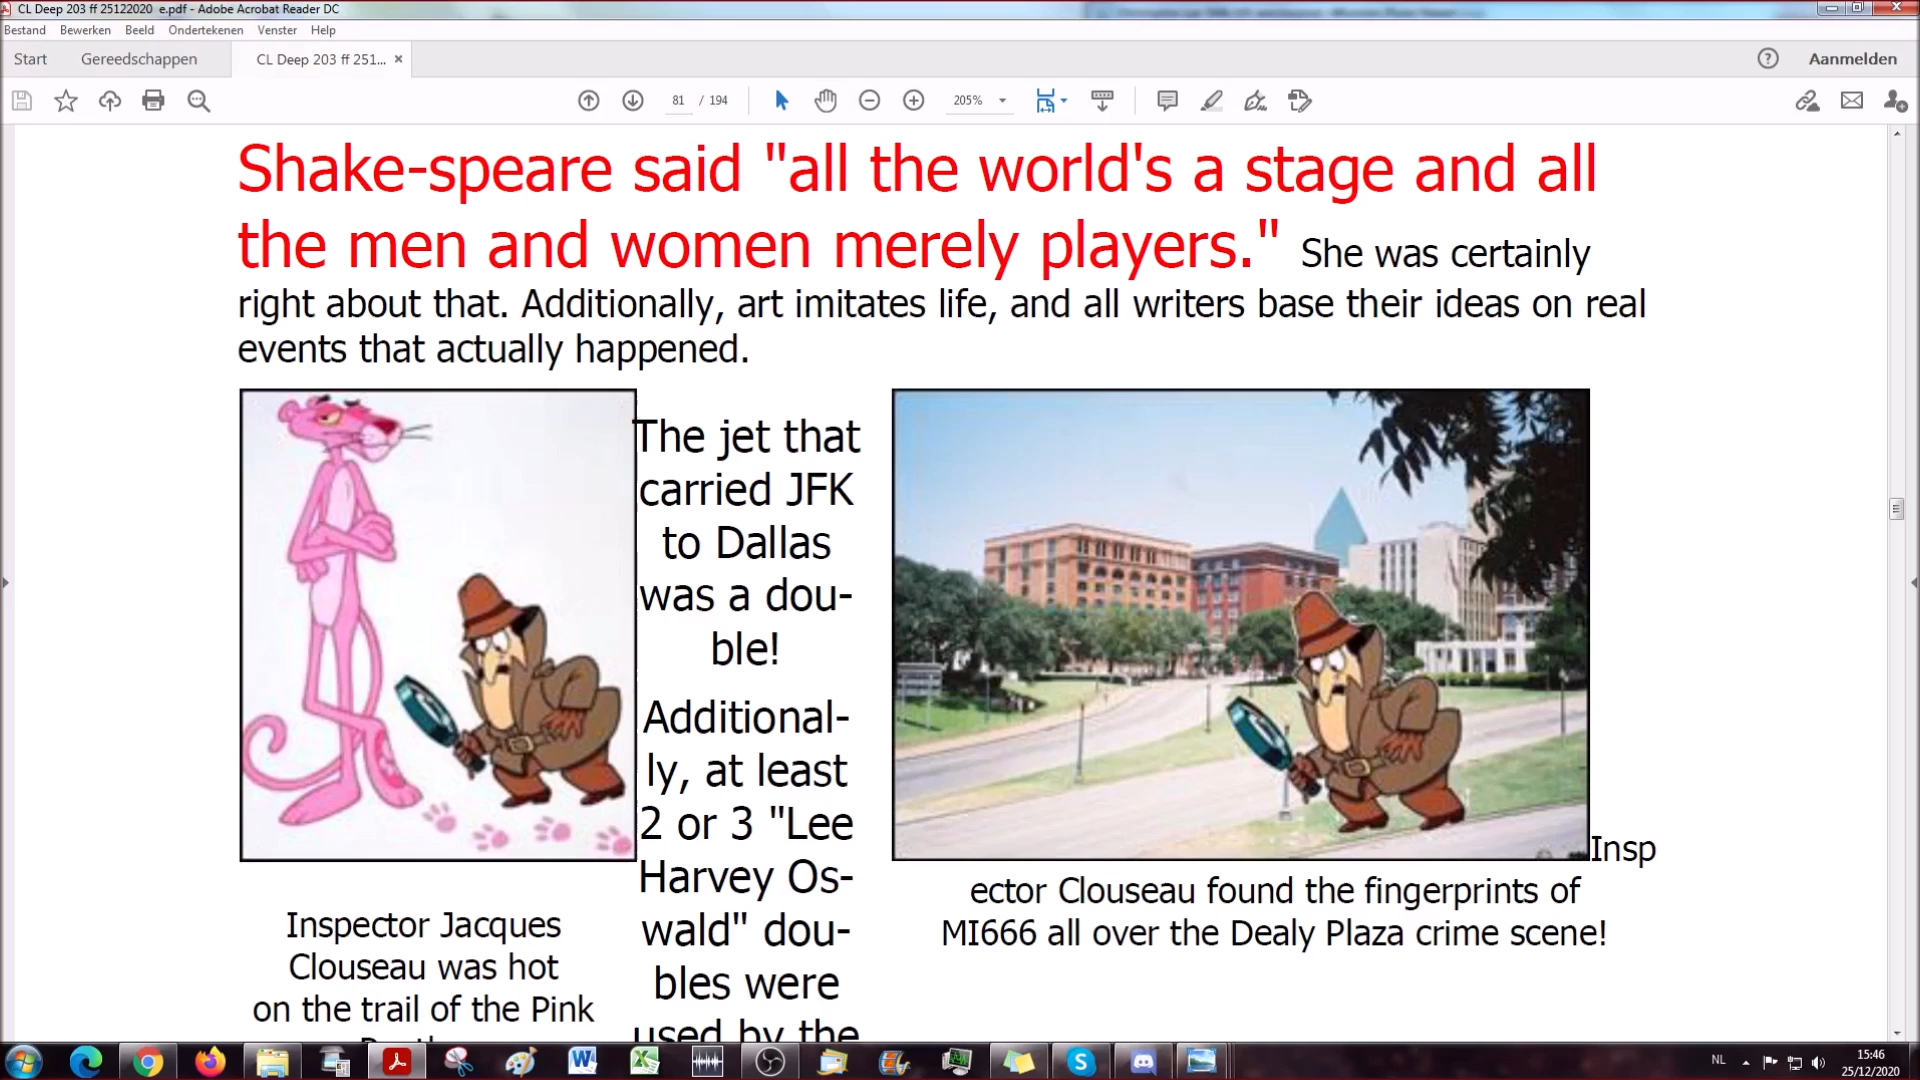 CL Deep 203 ff 25122020 e.pdf - Adobe Acrobat Reader DC
Bestand Bewerken Beeld Ondertekenen Venster Help
Start Gereedschappen CL Deep 203 ff 251... × Aanmelden
81 / 194 205%
Shake-speare said "all the world's a stage and all
the men and women merely players." She was certainly
right about that. Additionally, art imitates life, and all writers base their ideas on real
events that actually happened.
The jet that
carried JFK
to Dallas
was a dou-
ble!
Additional-
ly, at least
2 or 3 "Lee
Harvey Os-
wald" dou-
bles were
used by the
Inspector Jacques
Clouseau was hot
on the trail of the Pink
Insp
ector Clouseau found the fingerprints of
MI666 all over the Dealy Plaza crime scene!
NL 15:46
25/12/2020